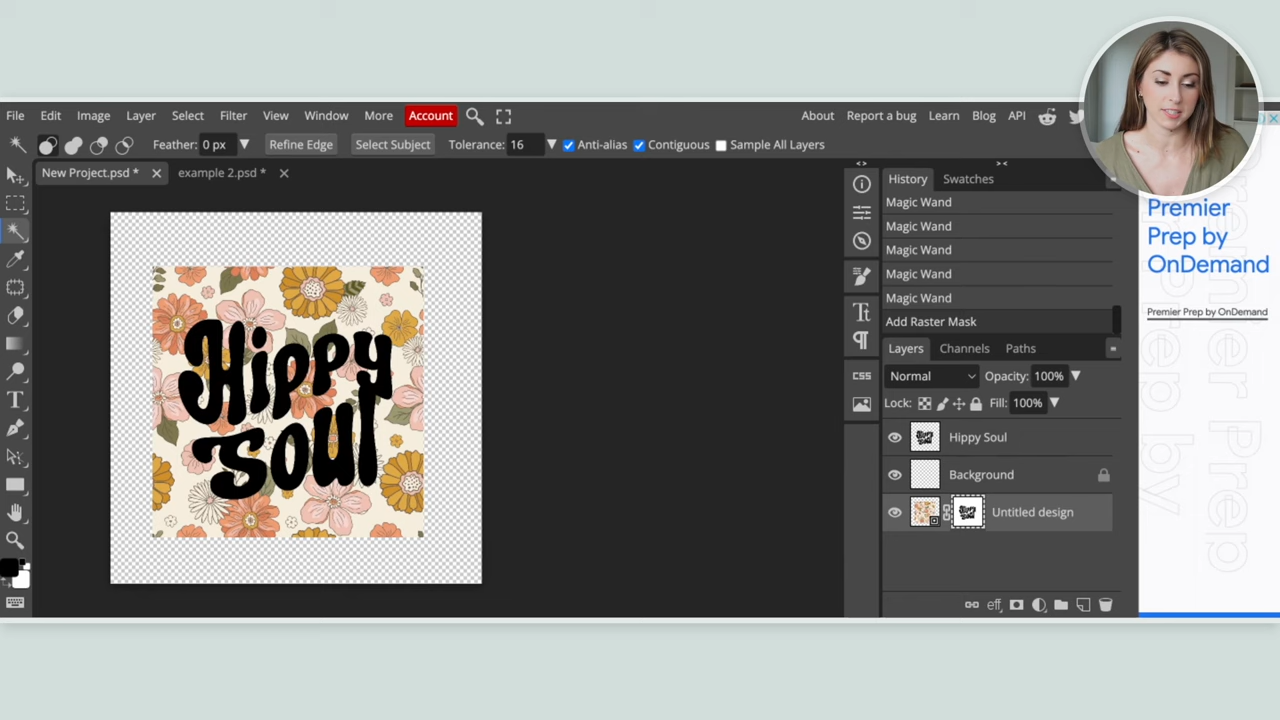 File Edit Image Layer Select Filter View Window More Account About Report a bug Learn Blog API
Feather: 0 px Refine Edge Select Subject Tolerance: 16 Anti-alias Contiguous Sample All Layers
New Project.psd * example 2.psd *
History Swatches
Magic Wand
Magic Wand
Magic Wand
Magic Wand
Magic Wand
Add Raster Mask
Layers Channels Paths
Normal Opacity: 100%
Lock: Fill: 100%
Hippy Soul
Background
Untitled design
CSS
eff
Hippy
Soul
Premier
Prep by
OnDemand
Premier Prep by OnDemand
Premier Prep by